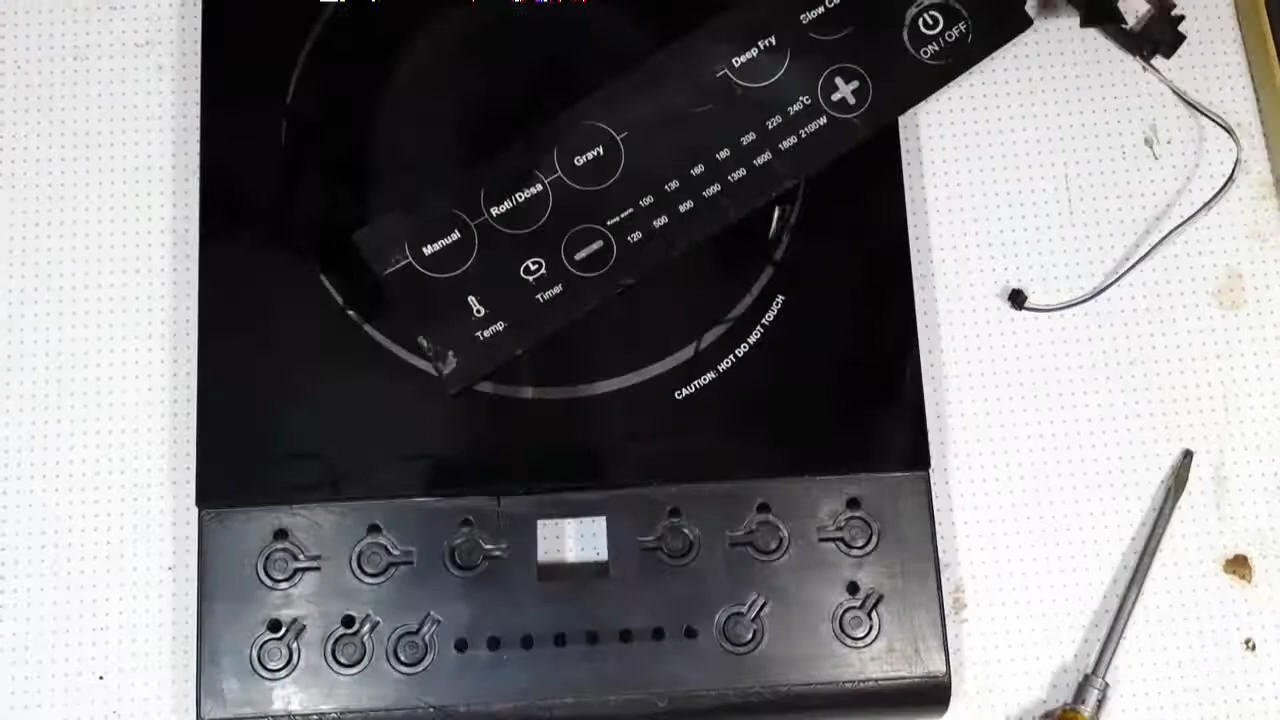 Slow
ON / OFF
Deep Fry
Gravy
Roti/Dosa
Manual
Keep warm 100 130 160 180 200 220 240°C
120 500 800 1000 1300 1600 1800 2100W
Timer
Temp.
CAUTION: HOT DO NOT TOUCH